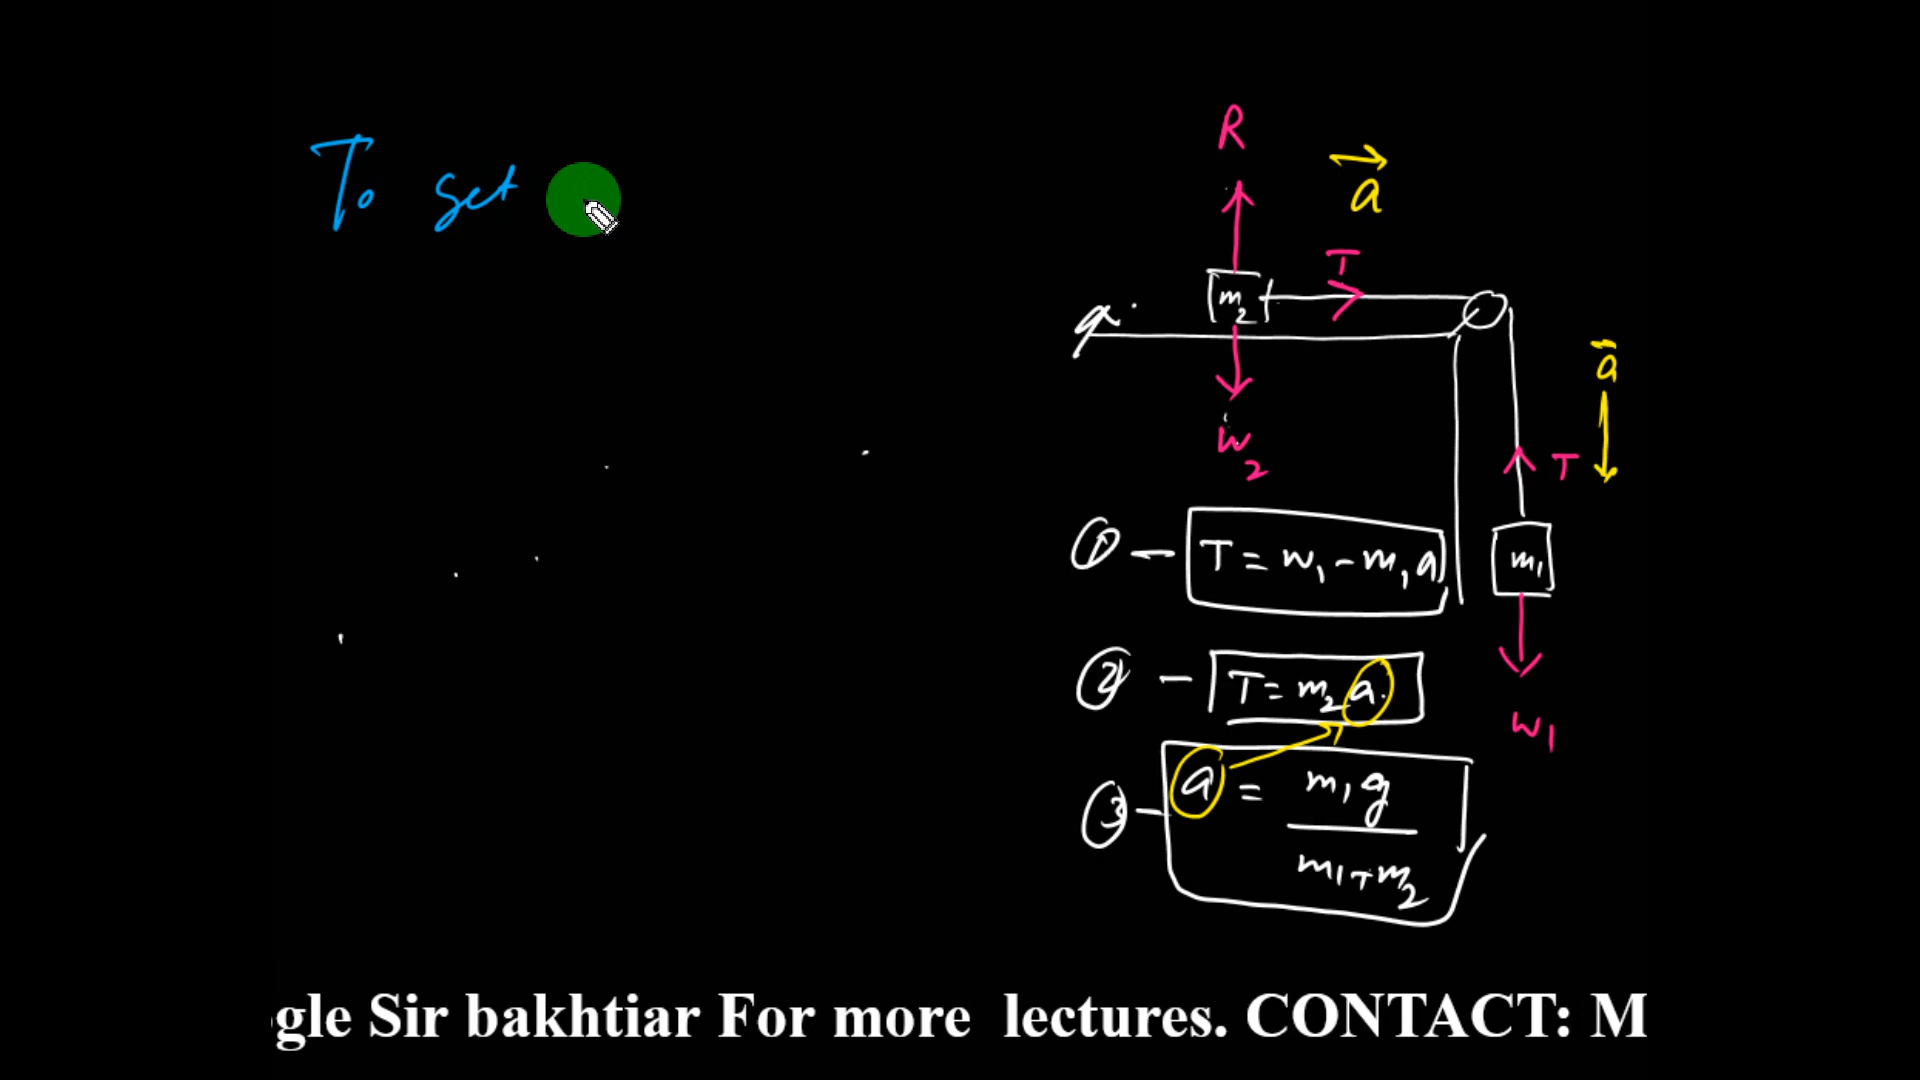 To get
R
a
T
m2
a
W2
T
m1
① - T = w1 - m1a
② - T = m2a
W1
③ - a = m1g
m1+m2
gle Sir bakhtiar For more lectures. CONTACT: M